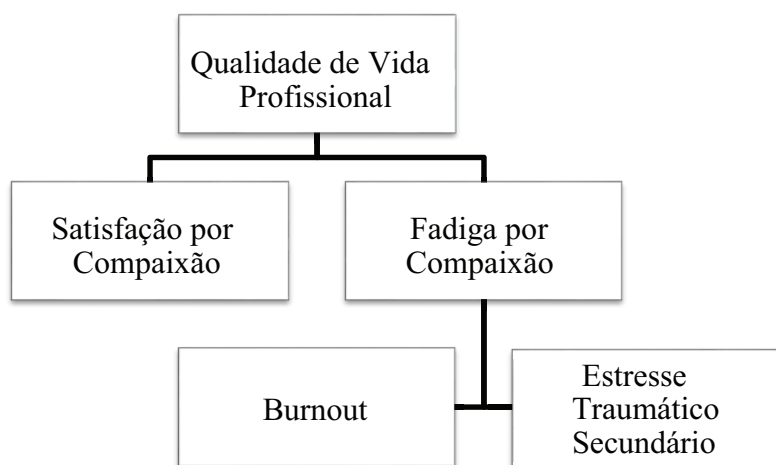 Qualidade de Vida
Profissional
Satisfação por
Compaixão
Fadiga por
Compaixão
Burnout
Estresse
Traumático
Secundário